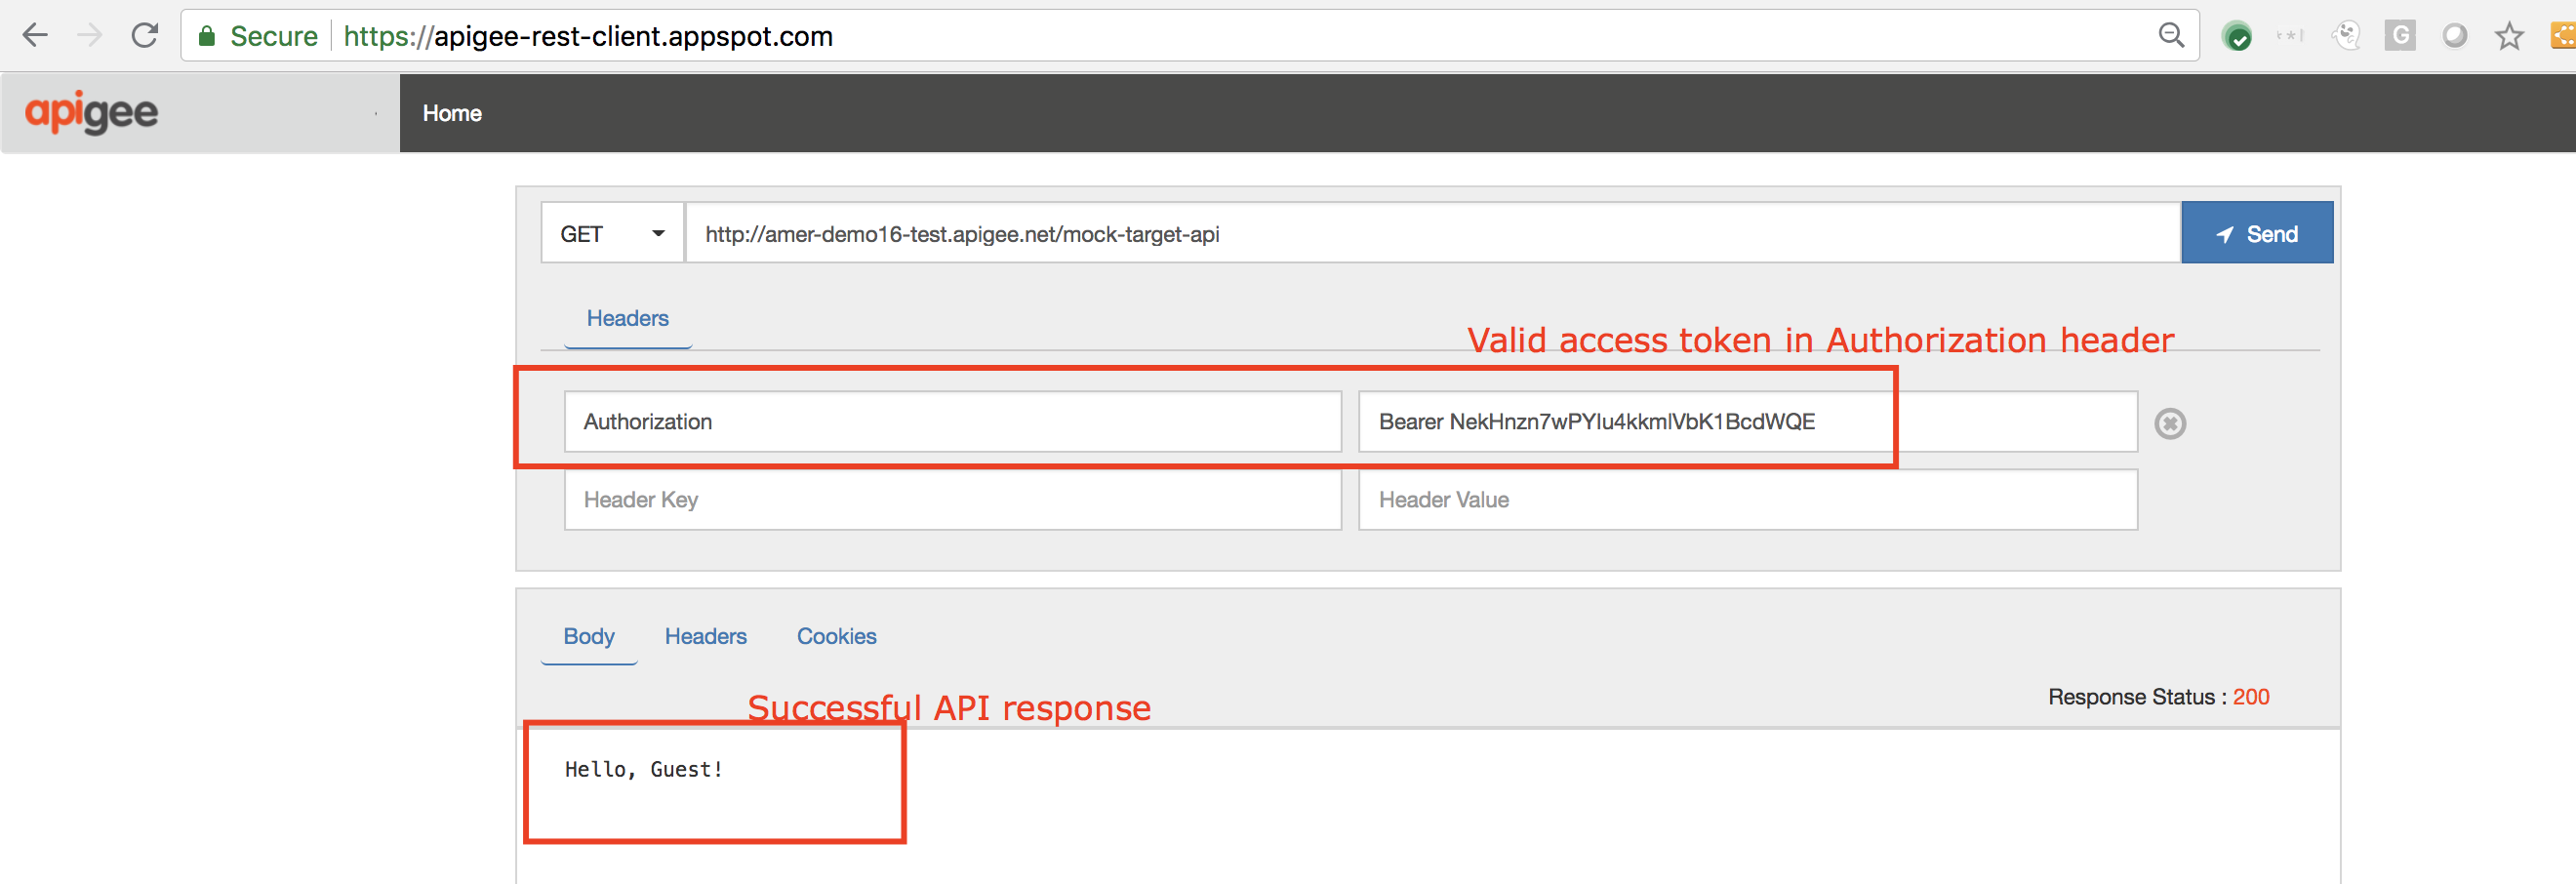 Secure https://apigee-rest-client.appspot.com
G
apigee Home
GET http://amer-demo16-test.apigee.net/mock-target-api Send
Headers
Valid access token in Authorization header
Authorization Bearer NekHnzn7wPYlu4kkmlVbK1BcdWQE
Header Key Header Value
Body Headers Cookies
Response Status : 200
Successful API response
Hello, Guest!